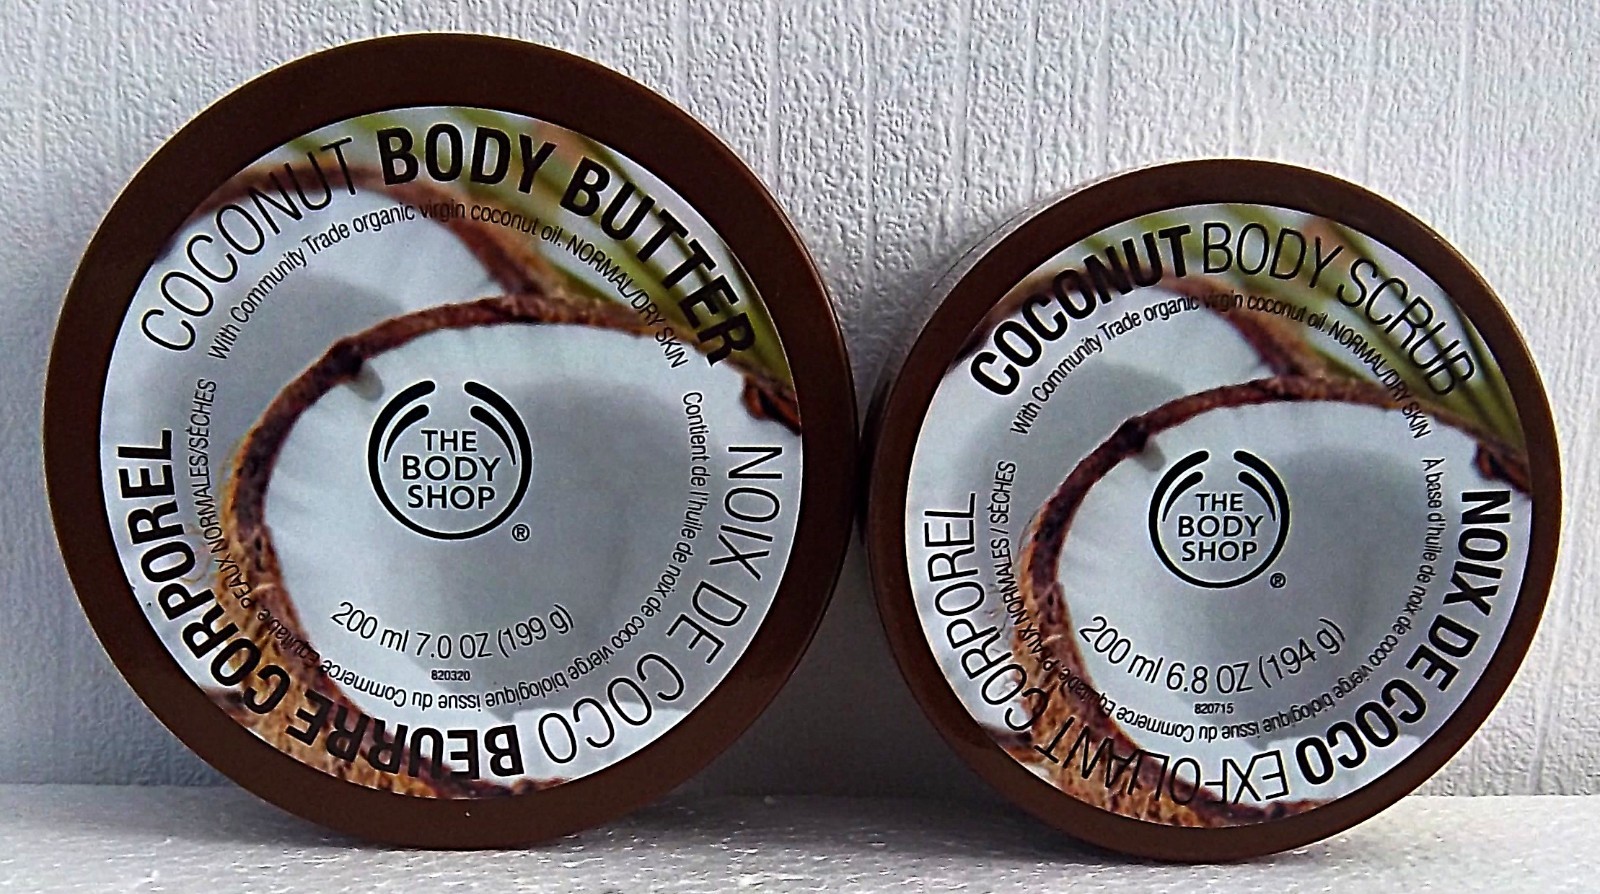 COCONUT BODY BUTTER
With Community Trade organic virgin coconut oil. NORMAL/DRY SKIN
THE
BODY
SHOP
®
200 ml 7.0 OZ (199 g)
820320
NOIX DE COCO BEURRE CORPOREL
Contient de l'huile de noix de coco vierge biologique issue du Commerce Equitable. PEAUX NORMALES/SÈCHES
COCONUT BODY SCRUB
With Community Trade organic virgin coconut oil. NORMAL/DRY SKIN
THE
BODY
SHOP
®
200 ml 6.8 OZ (194 g)
820715
NOIX DE COCO EXFOLIANT CORPOREL
A base d'huile de noix de coco vierge biologique issue du Commerce Equitable. PEAUX NORMALES / SÈCHES